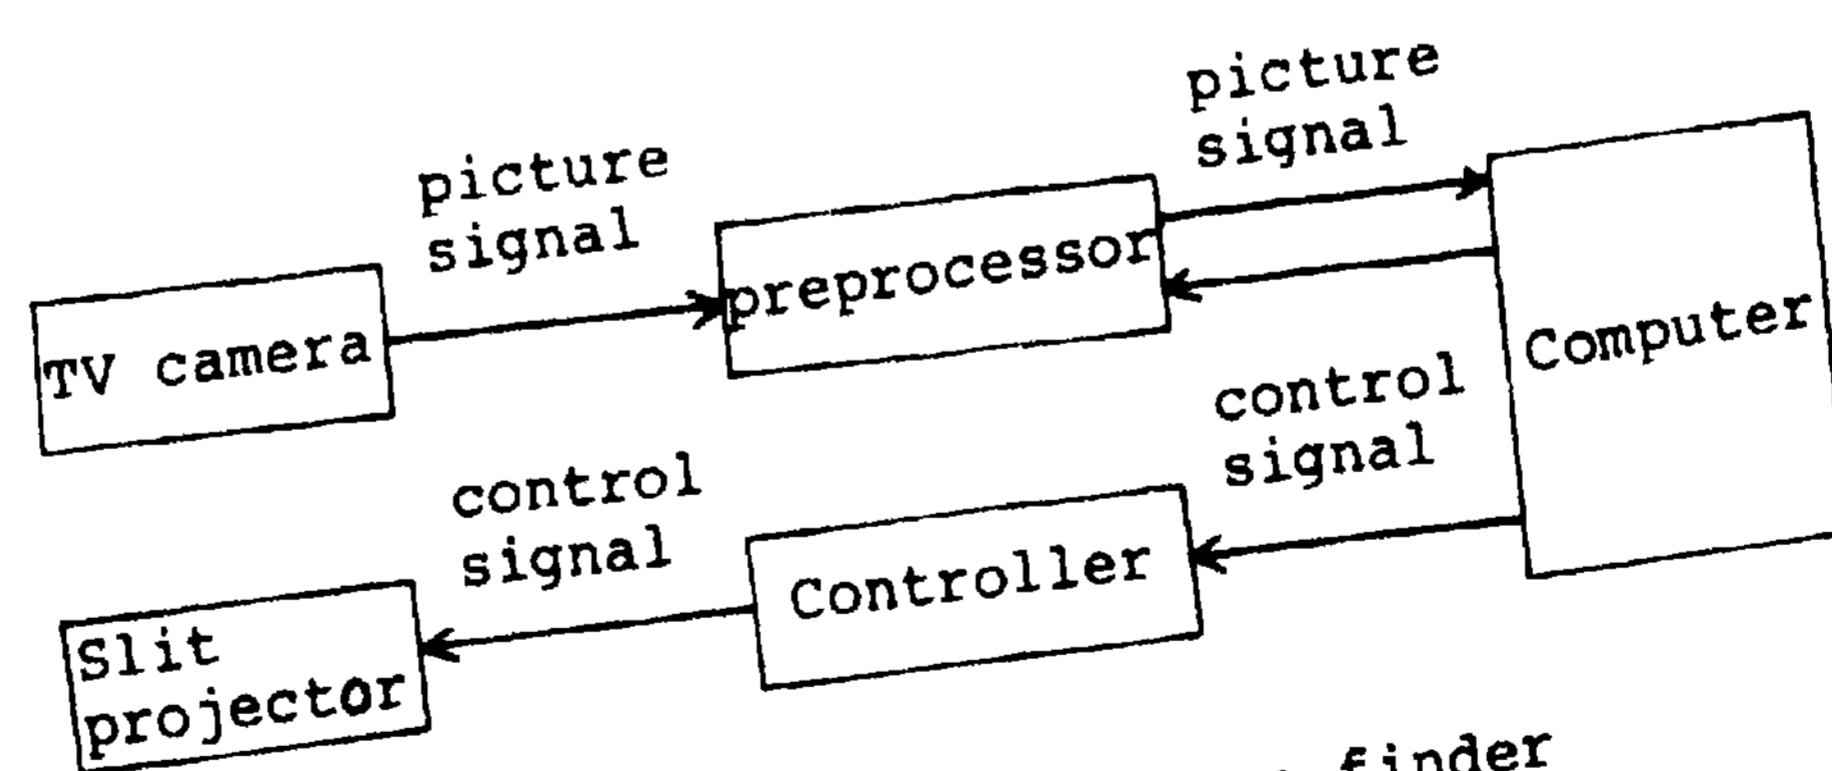 picture
signal
picture
signal
TV camera
preprocessor
Computer
control
signal
control
signal
Controller
Slit
projector
finder